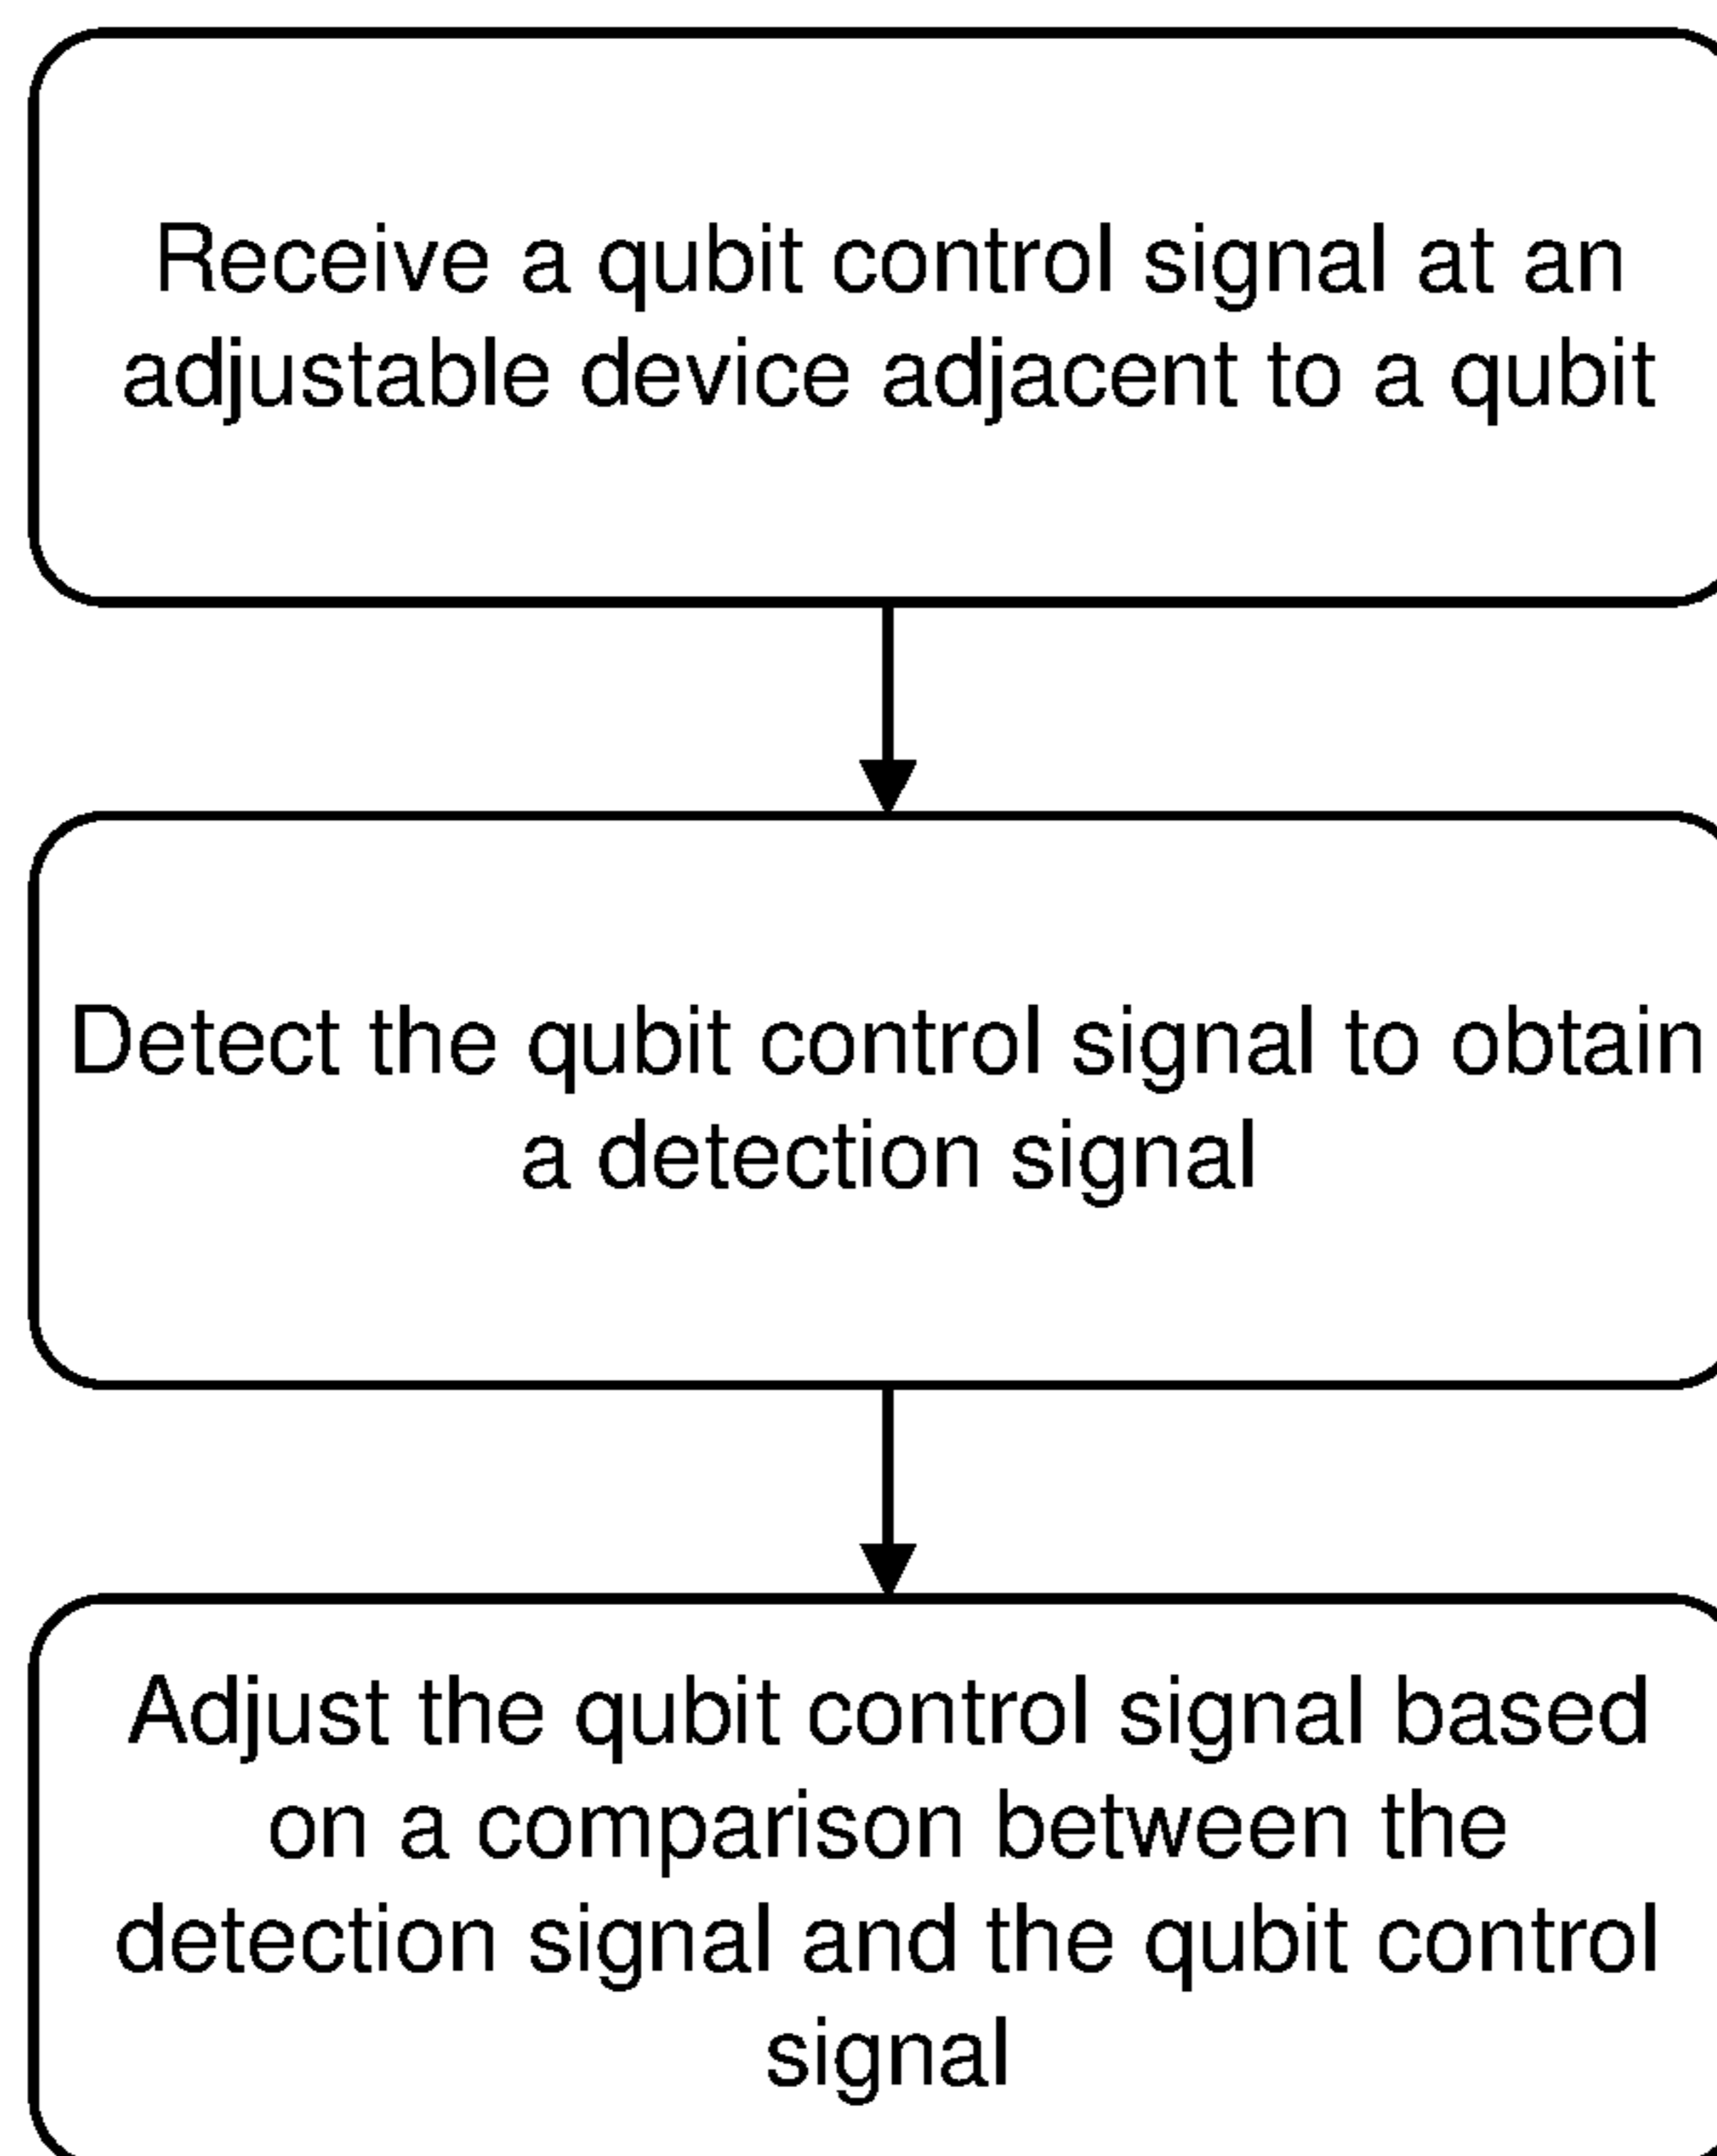 Receive a qubit control signal at an
adjustable device adjacent to a qubit
Detect the qubit control signal to obtain
a detection signal
Adjust the qubit control signal based
on a comparison between the
detection signal and the qubit control
signal